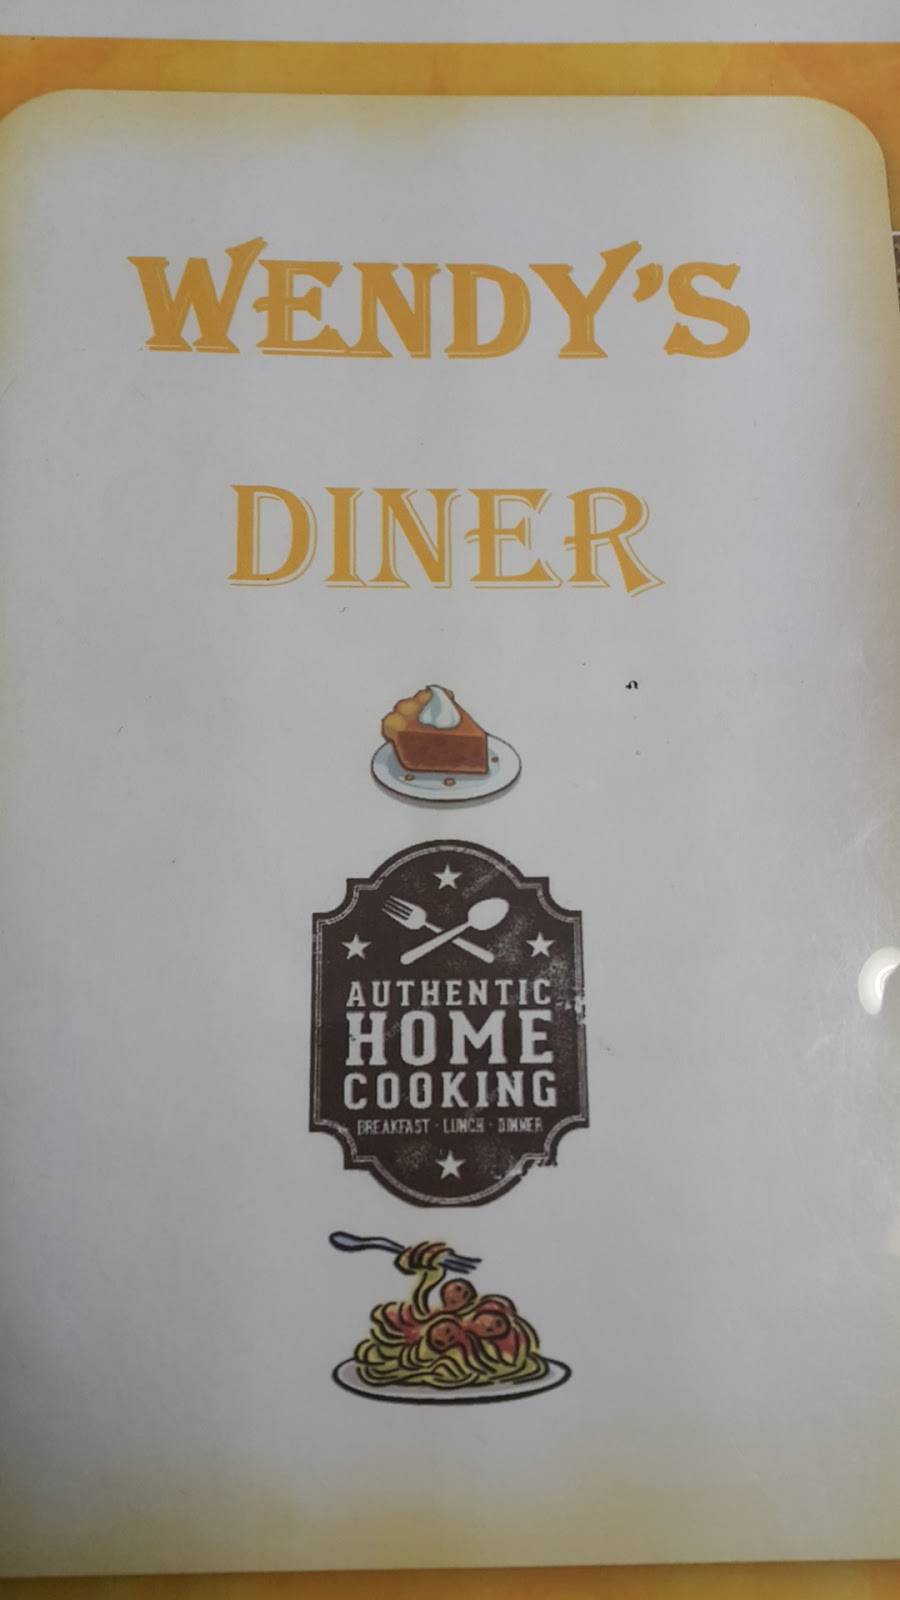 WENDY'S
DINER
AUTHENTIC
HOME
COOKING
BREAKFAST · LUNCH · DINNER